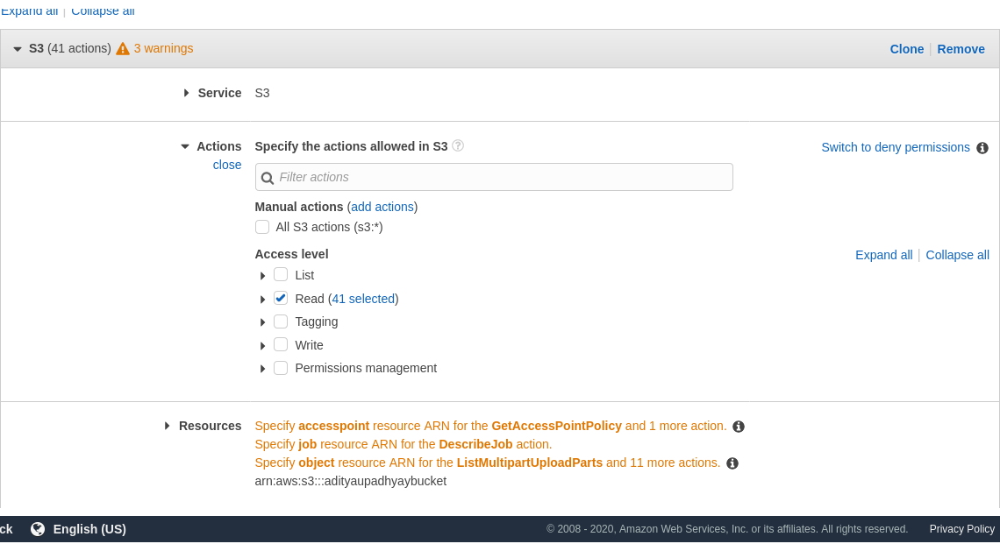 Expand all | Collapse all
S3 (41 actions) 3 warnings
Clone | Remove
Service S3
Actions Specify the actions allowed in S3 ?
Switch to deny permissions
close
Filter actions
Manual actions (add actions)
All S3 actions (s3:*)
Access level
Expand all | Collapse all
List
Read (41 selected)
Tagging
Write
Permissions management
Resources Specify accesspoint resource ARN for the GetAccessPointPolicy and 1 more action.
Specify job resource ARN for the DescribeJob action.
Specify object resource ARN for the ListMultipartUploadParts and 11 more actions.
arn:aws:s3:::adityaupadhyaybucket
ck English (US) © 2008 - 2020, Amazon Web Services, Inc. or its affiliates. All rights reserved. Privacy Policy